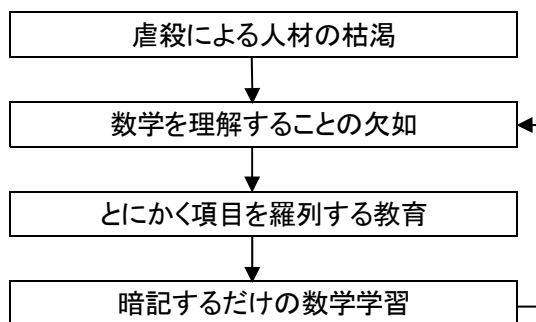 虐殺による人材の枯渇
数学を理解することの欠如
とにかく項目を羅列する教育
暗記するだけの数学学習